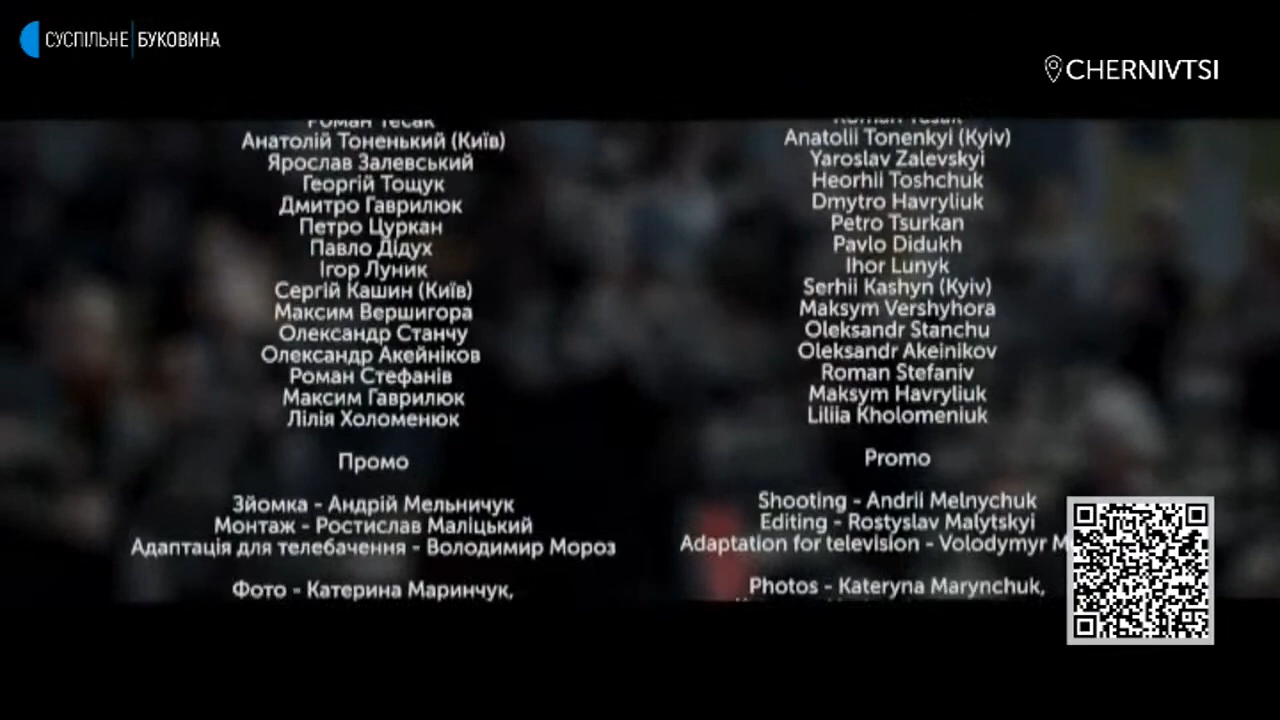 СУСПІЛЬНЕ БУКОВИНА
CHERNIVTSI
Роман Тесак
Анатолій Тоненький (Київ)
Ярослав Залевський
Георгій Тощук
Дмитро Гаврилюк
Петро Цуркан
Павло Дідух
Ігор Луник
Сергій Кашин (Київ)
Максим Вершигора
Олександр Станчу
Олександр Акейніков
Роман Стефанів
Максим Гаврилюк
Лілія Холоменюк
Промо
Зйомка - Андрій Мельничук
Монтаж - Ростислав Маліцький
Адаптація для телебачення - Володимир Мороз
Фото - Катерина Маринчук,
Anatolii Tonenkyi (Kyiv)
Yaroslav Zalevskyi
Heorhii Toshchuk
Dmytro Havryliuk
Petro Tsurkan
Pavlo Didukh
Ihor Lunyk
Serhii Kashyn (Kyiv)
Maksym Vershyhora
Oleksandr Stanchu
Oleksandr Akeinikov
Roman Stefaniv
Maksym Havryliuk
Liliia Kholomeniuk
Promo
Shooting - Andrii Melnychuk
Editing - Rostyslav Malytskyi
Adaptation for television - Volodymyr
Photos - Kateryna Marynchuk,